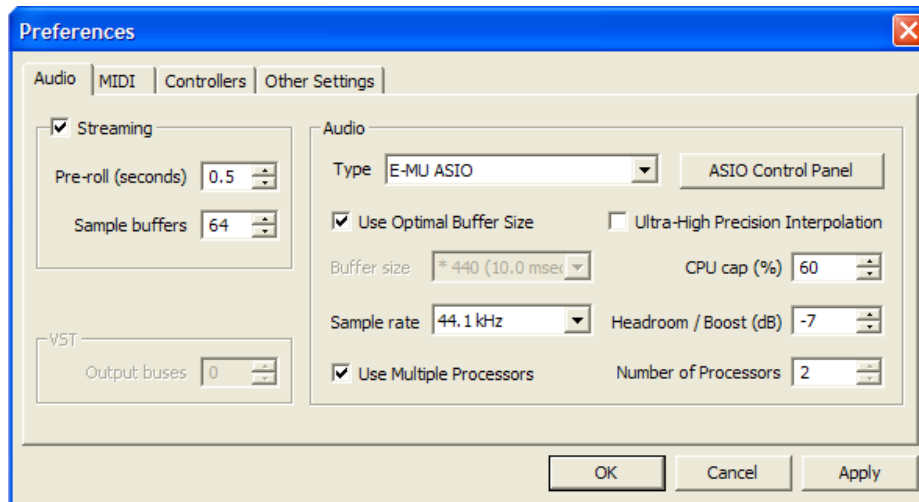 Preferences
Audio MIDI Controllers Other Settings
Streaming
Pre-roll (seconds) 0.5
Sample buffers 64
VST
Output buses 0
Audio
Type E-MU ASIO ASIO Control Panel
Use Optimal Buffer Size Ultra-High Precision Interpolation
Buffer size * 440 (10.0 msec CPU cap (%) 60
Sample rate 44.1 kHz Headroom / Boost (dB) -7
Use Multiple Processors Number of Processors 2
OK Cancel Apply